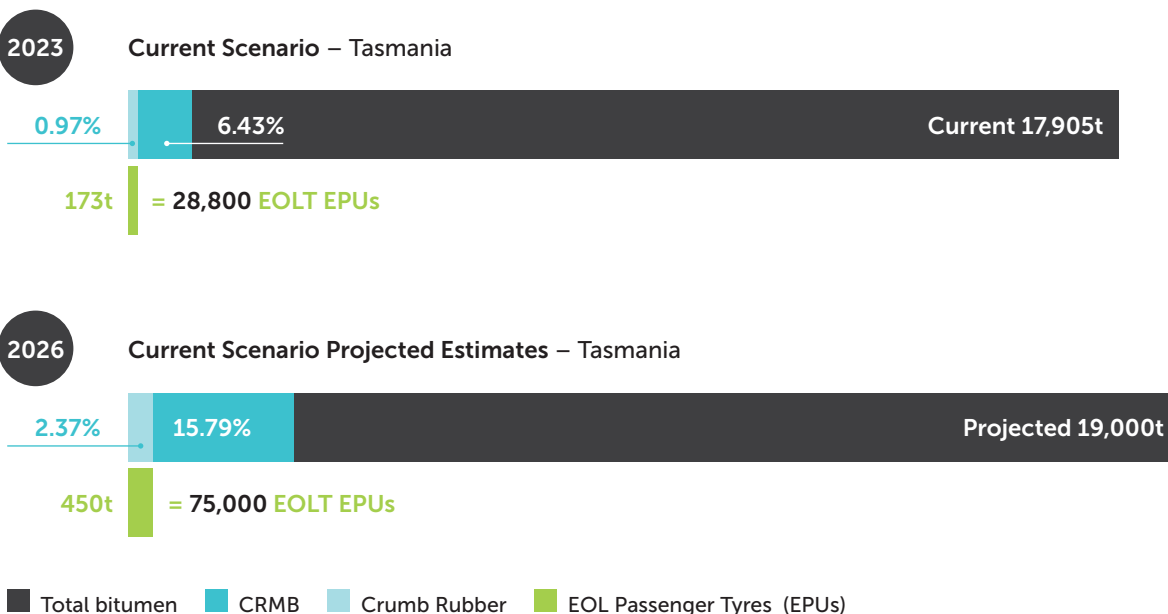 2023
Current Scenario – Tasmania
0.97%
6.43%
Current 17,905t
173t
= 28,800 EOLT EPUs
2026
Current Scenario Projected Estimates – Tasmania
2.37%
15.79%
Projected 19,000t
450t
= 75,000 EOLT EPUs
Total bitumen
CRMB
Crumb Rubber
EOL Passenger Tyres (EPUs)